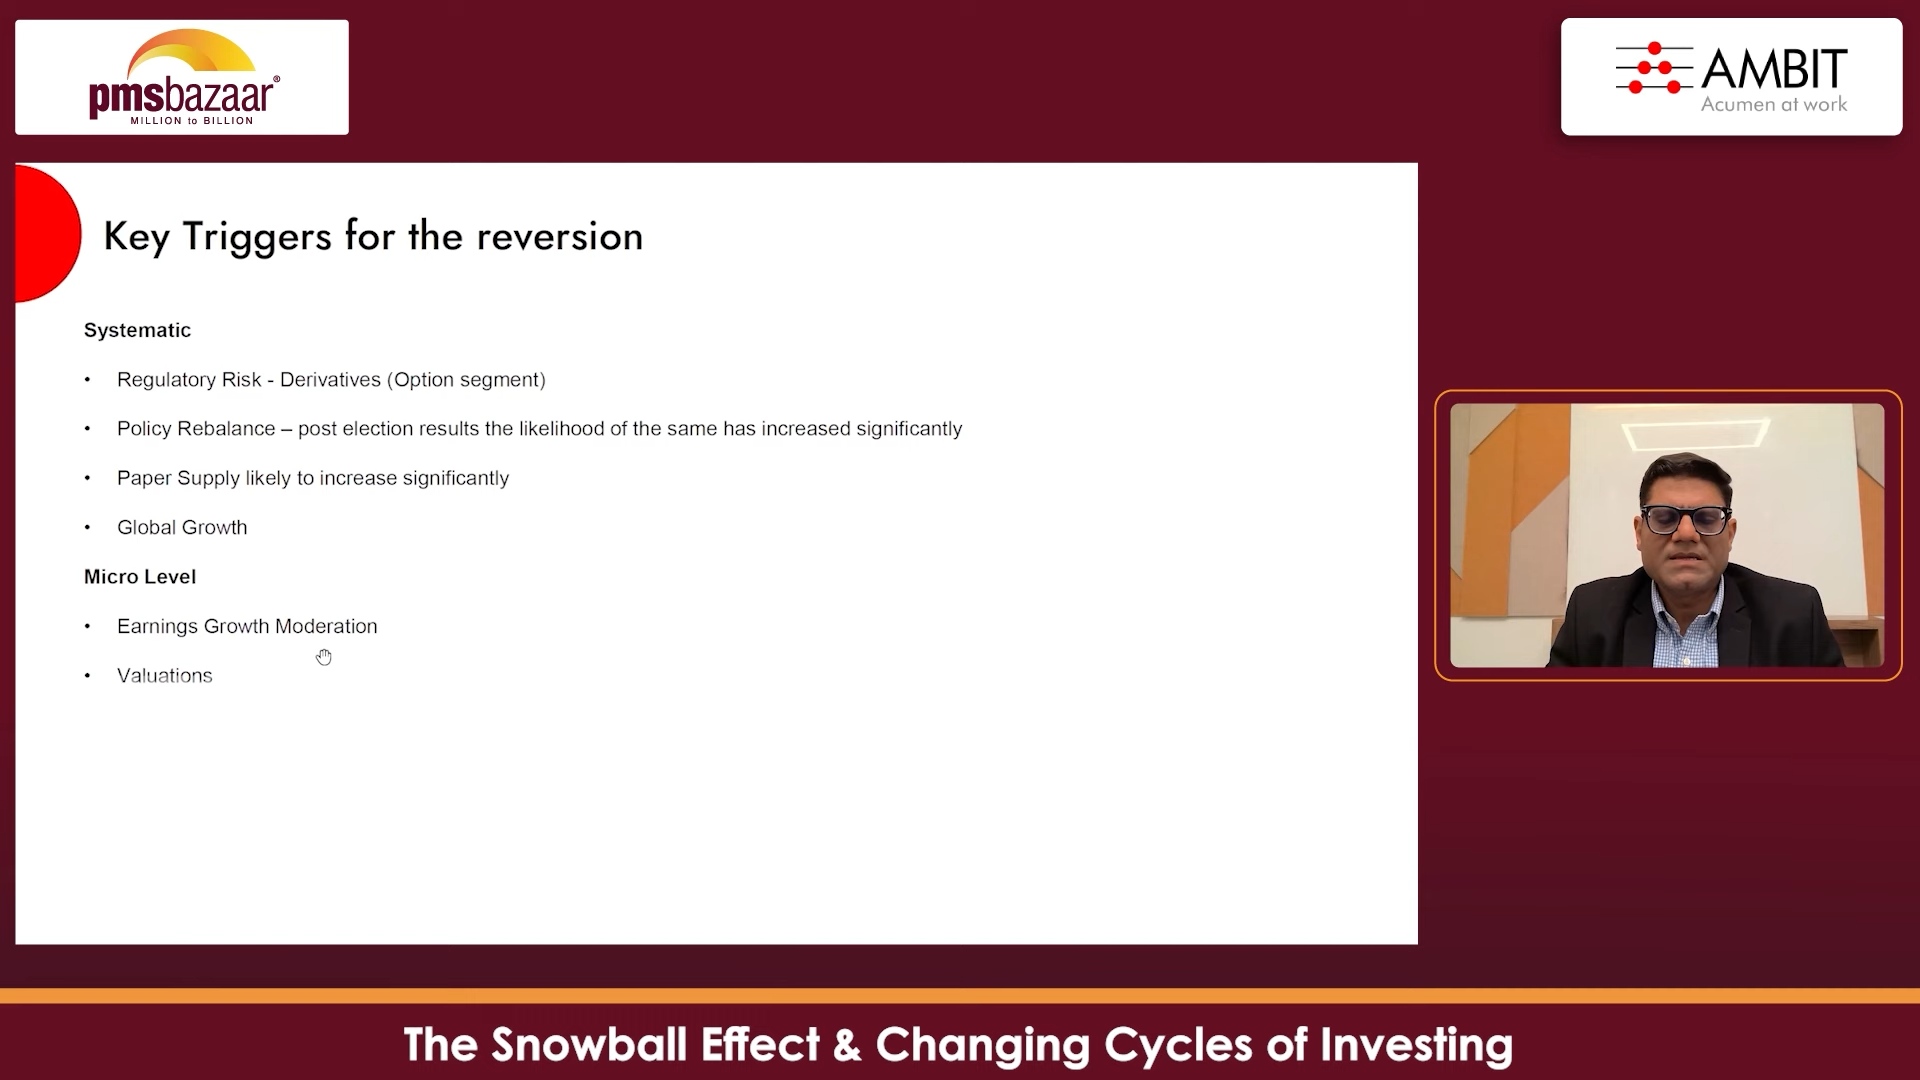 pmsbazaar®
MILLION to BILLION
AMBIT
Acumen at work
Key Triggers for the reversion
Systematic
• Regulatory Risk - Derivatives (Option segment)
• Policy Rebalance – post election results the likelihood of the same has increased significantly
• Paper Supply likely to increase significantly
• Global Growth
Micro Level
• Earnings Growth Moderation
• Valuations
The Snowball Effect & Changing Cycles of Investing